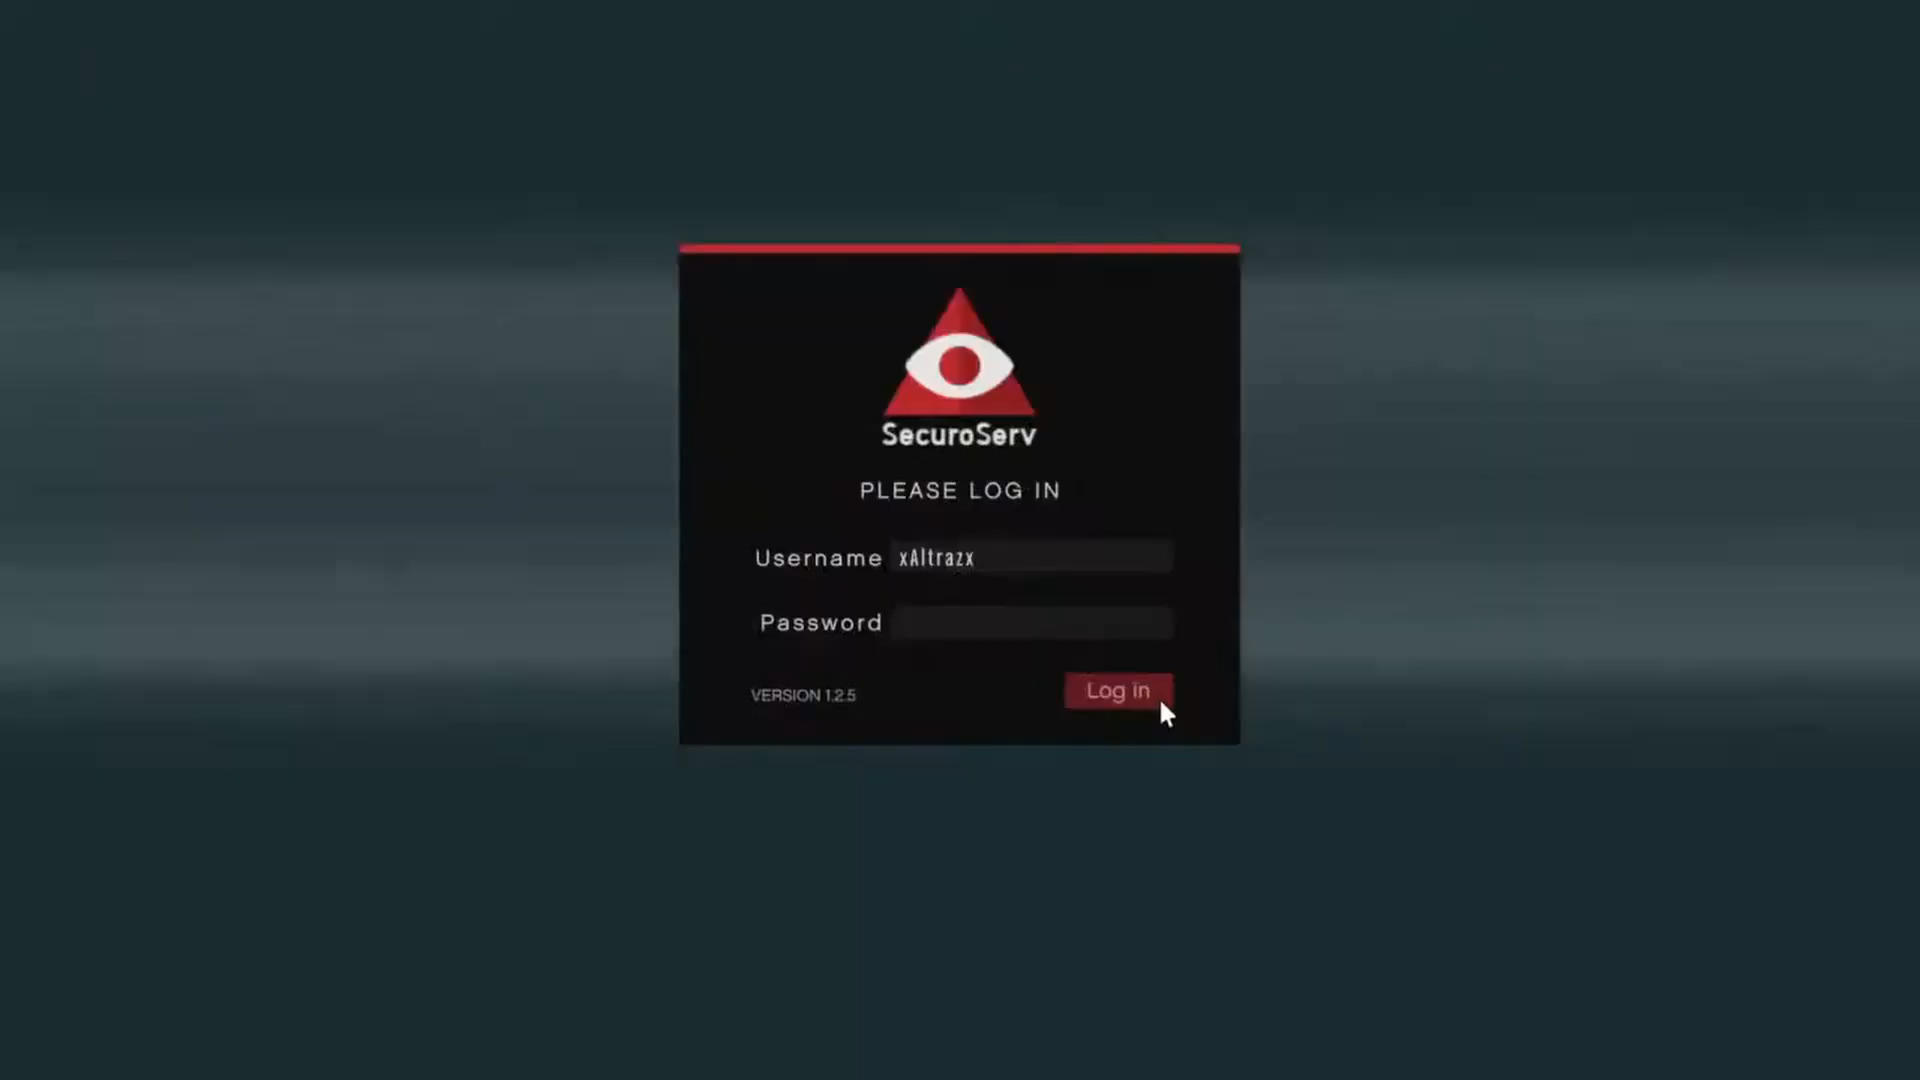 SecuroServ
PLEASE LOG IN
Username xAltrazx
Password
VERSION 1.2.5 Log in